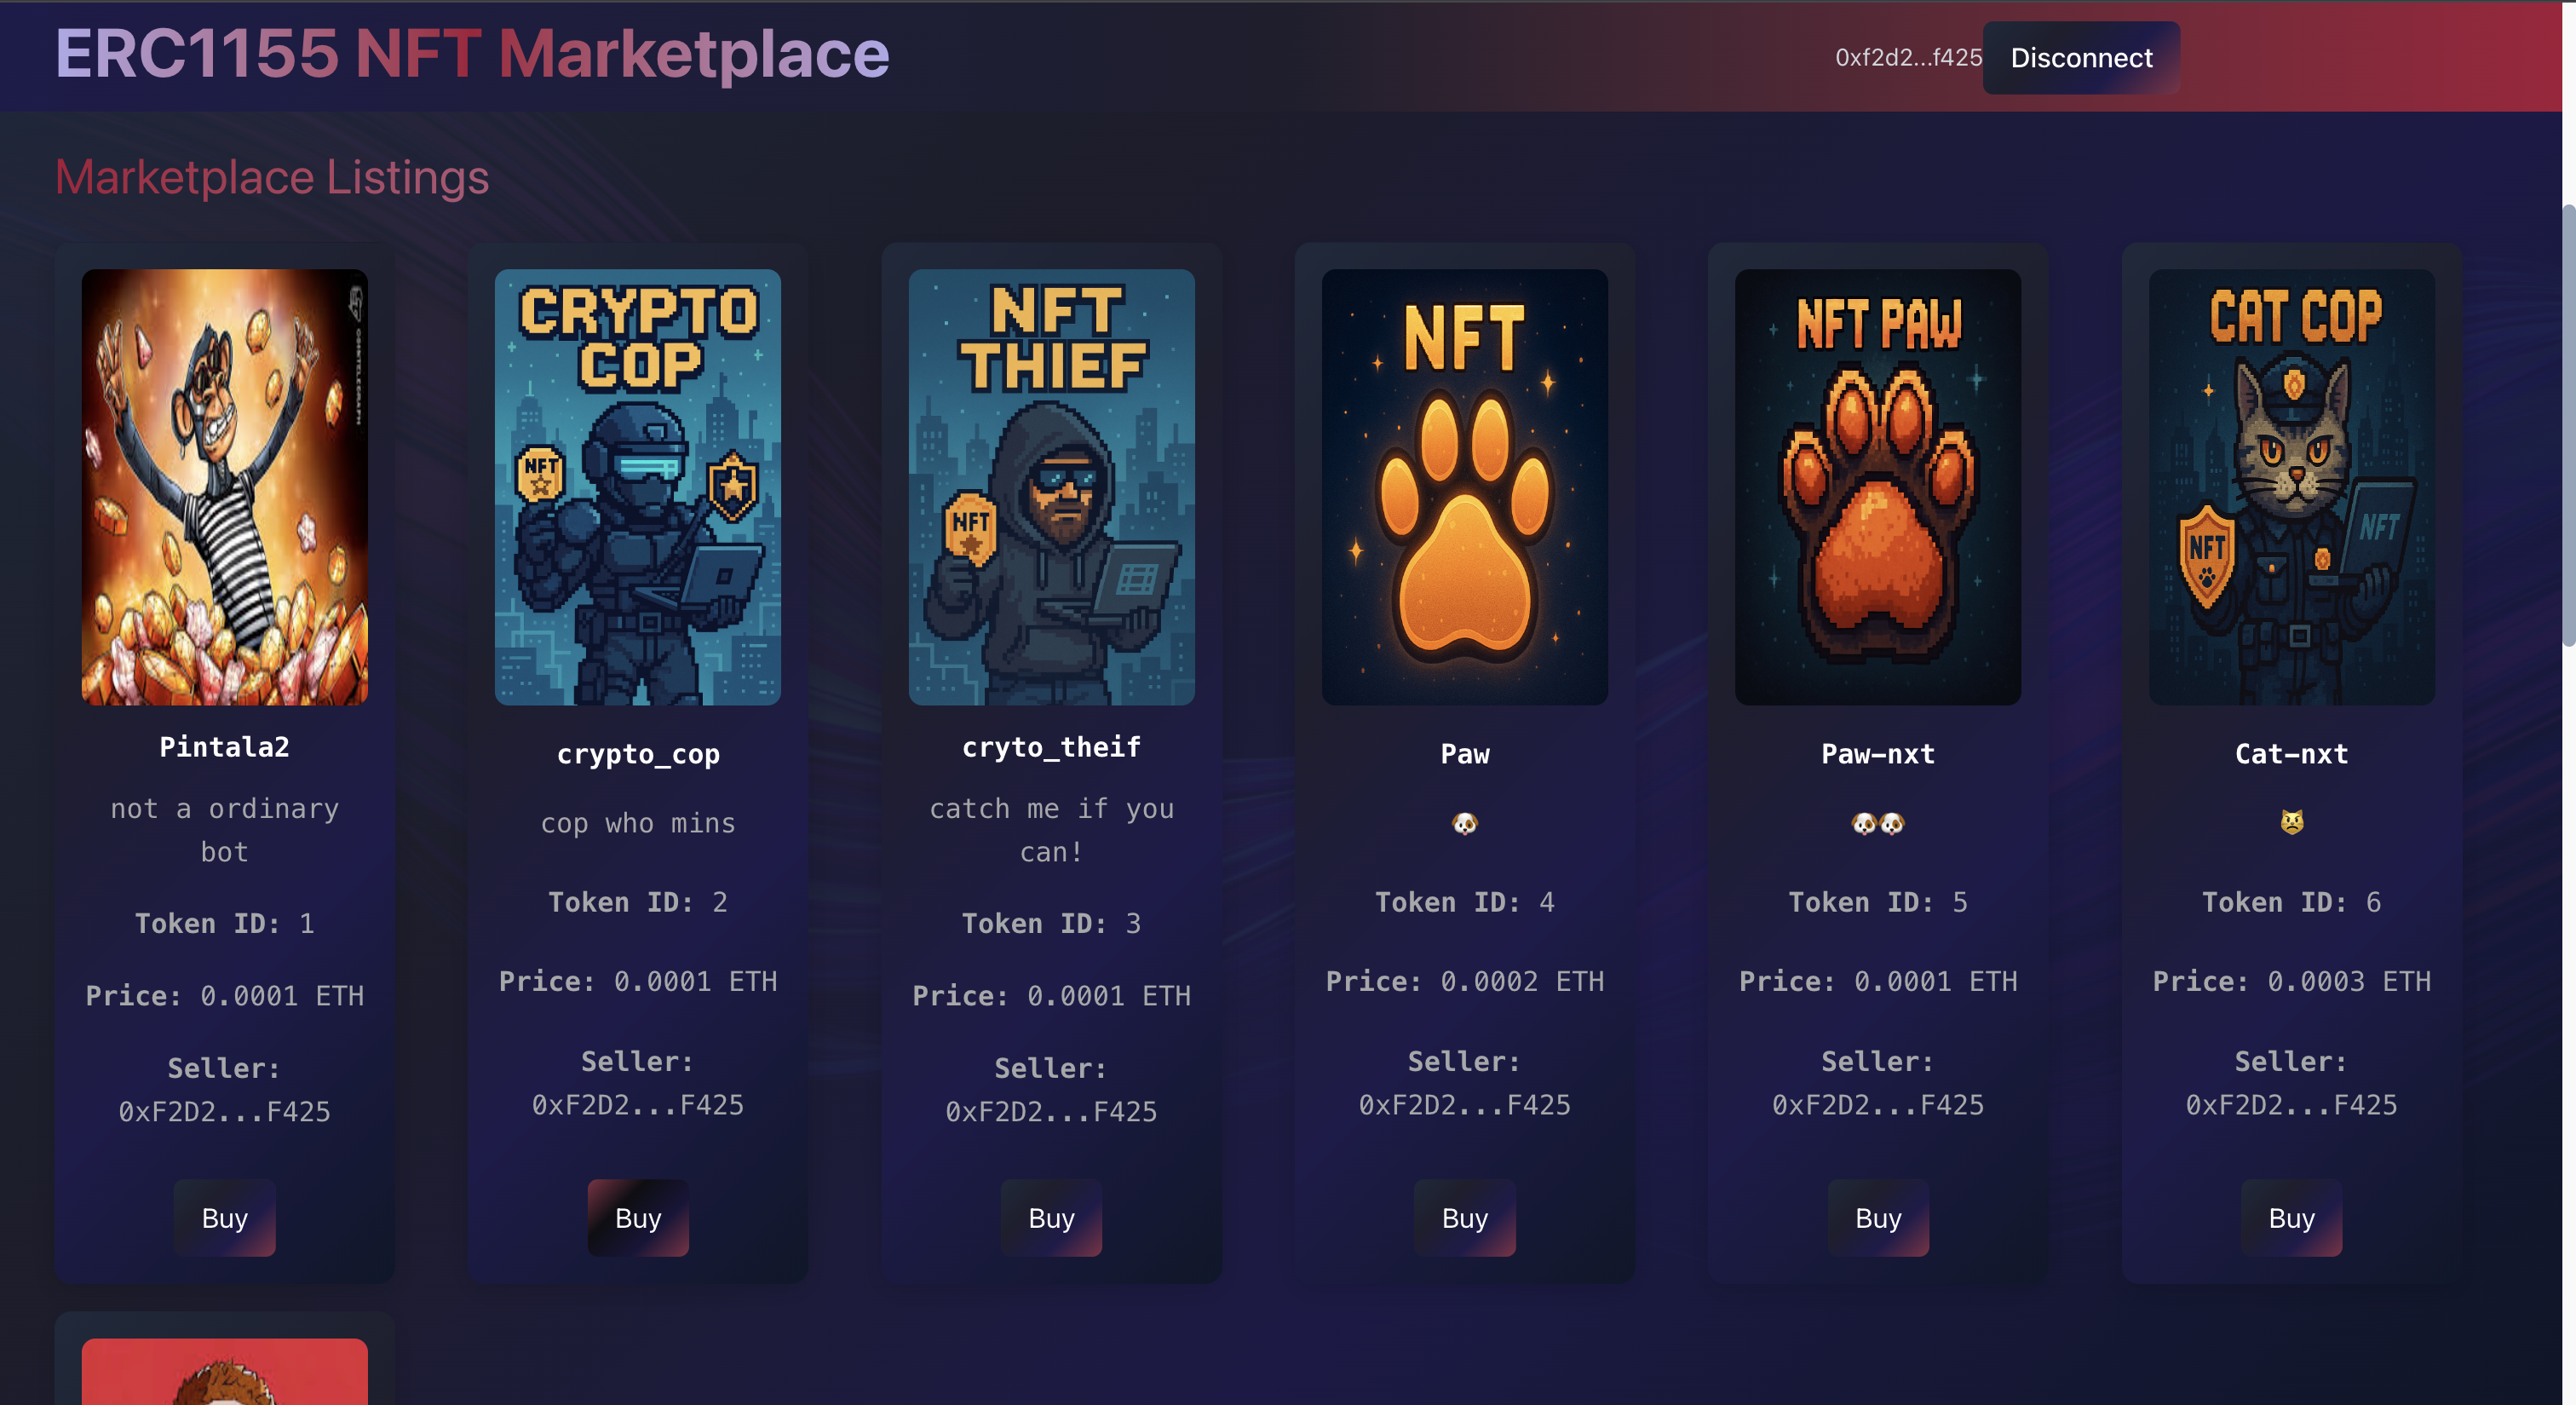 ERC1155 NFT Marketplace
0xf2d2...f425
Disconnect
Marketplace Listings
COINTELEGRAPH
Pintala2
not a ordinary
bot
Token ID: 1
Price: 0.0001 ETH
Seller:
0xF2D2...F425
Buy
CRYPTO
COP
NFT
crypto_cop
cop who mins
Token ID: 2
Price: 0.0001 ETH
Seller:
0xF2D2...F425
Buy
NFT
THIEF
NFT
cryto_theif
catch me if you
can!
Token ID: 3
Price: 0.0001 ETH
Seller:
0xF2D2...F425
Buy
NFT
Paw
🐶
Token ID: 4
Price: 0.0002 ETH
Seller:
0xF2D2...F425
Buy
NFT PAW
Paw-nxt
🐶🐶
Token ID: 5
Price: 0.0001 ETH
Seller:
0xF2D2...F425
Buy
CAT COP
NFT
NFT
Cat-nxt
😾
Token ID: 6
Price: 0.0003 ETH
Seller:
0xF2D2...F425
Buy